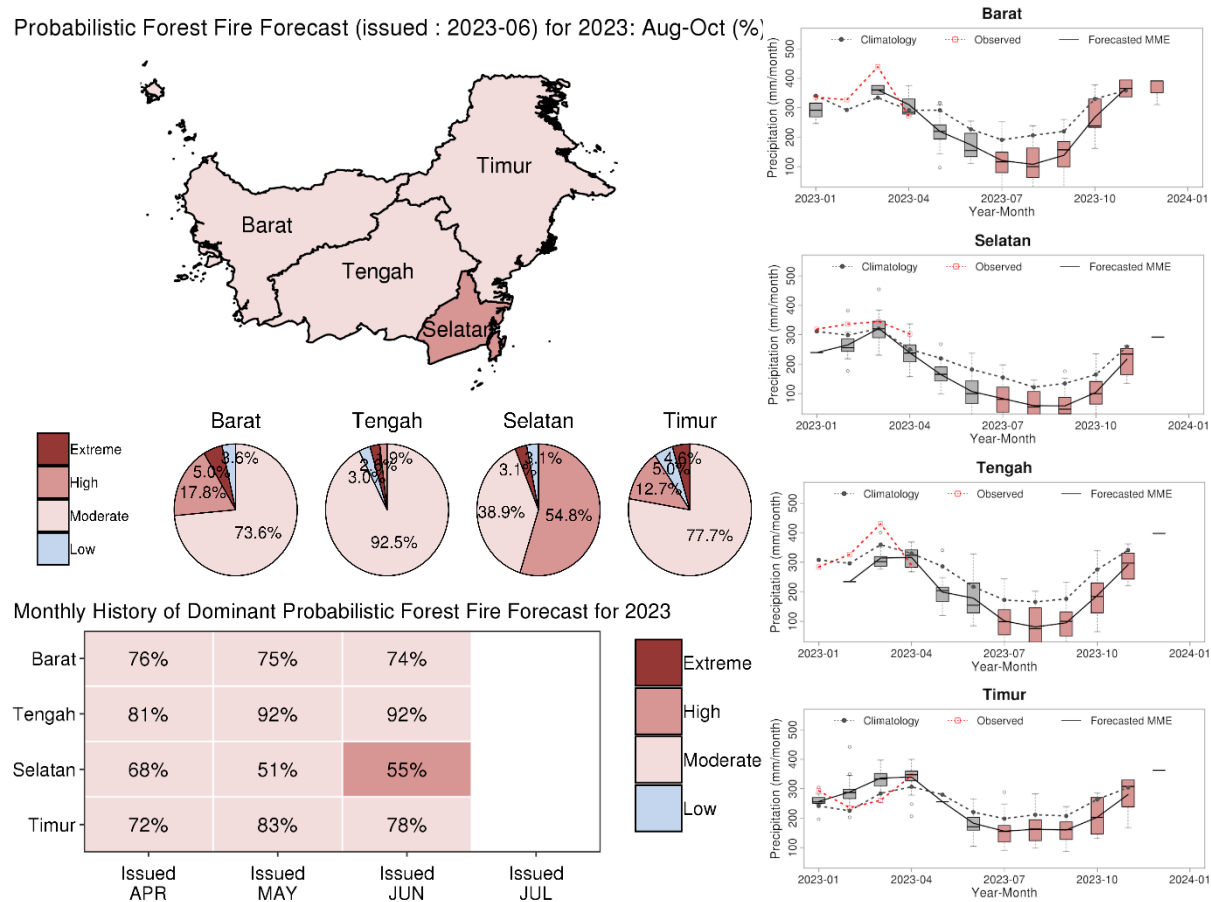 Probabilistic Forest Fire Forecast (issued : 2023-06) for 2023: Aug-Oct (%)
Timur
Barat
Tengah
Selatan
Barat Tengah Selatan Timur
Extreme
High
Moderate
Low
3.6%
5.0%
17.8%
73.6%
3.0%
92.5%
3.1%
3.1%
38.9%
54.8%
4.6%
5.0%
12.7%
77.7%
Monthly History of Dominant Probabilistic Forest Fire Forecast for 2023
Barat 76% 75% 74%
Tengah 81% 92% 92%
Selatan 68% 51% 55%
Timur 72% 83% 78%
Issued APR
Issued MAY
Issued JUN
Issued JUL
Extreme
High
Moderate
Low
Barat
Climatology Observed Forecasted MME
Precipitation (mm/month)
500
400
300
200
100
2023-01 2023-04 2023-07 2023-10 2024-01
Year-Month
Selatan
Climatology Observed Forecasted MME
Precipitation (mm/month)
500
400
300
200
100
2023-01 2023-04 2023-07 2023-10 2024-01
Year-Month
Tengah
Climatology Observed Forecasted MME
Precipitation (mm/month)
500
400
300
200
100
2023-01 2023-04 2023-07 2023-10 2024-01
Year-Month
Timur
Climatology Observed Forecasted MME
Precipitation (mm/month)
500
400
300
200
100
2023-01 2023-04 2023-07 2023-10 2024-01
Year-Month